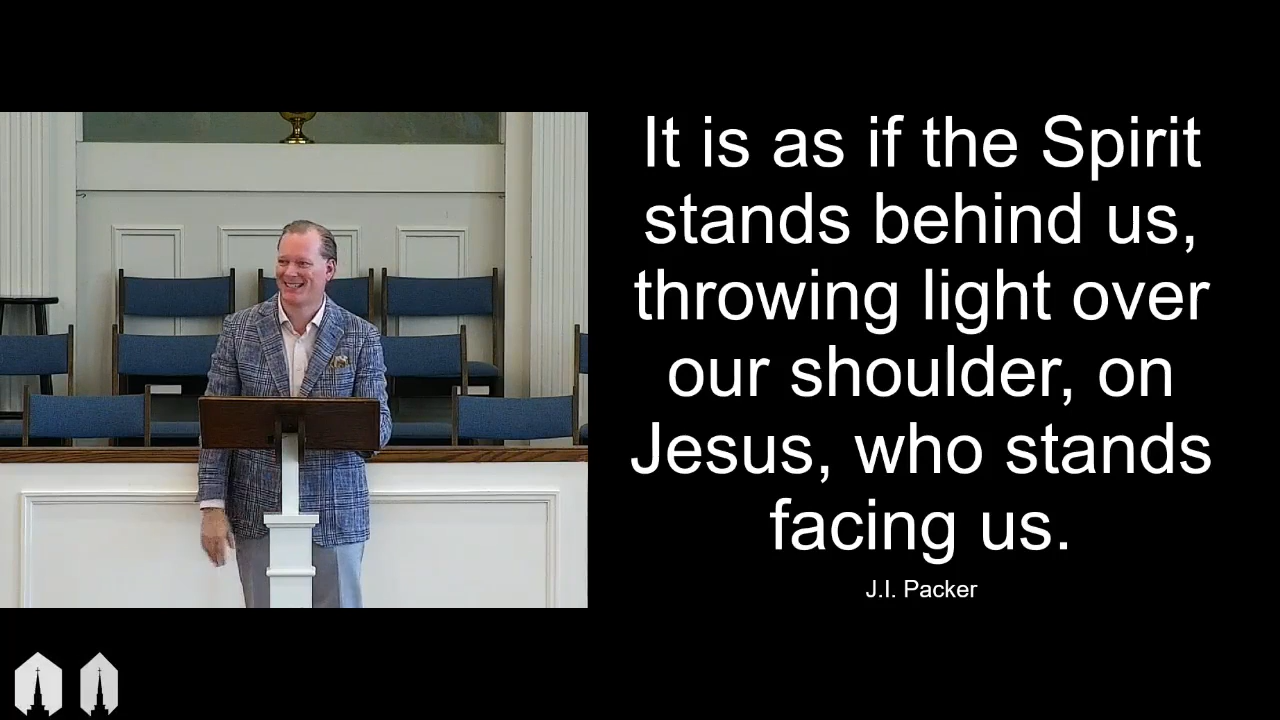 It is as if the Spirit
stands behind us,
throwing light over
our shoulder, on
Jesus, who stands
facing us.
J.I. Packer